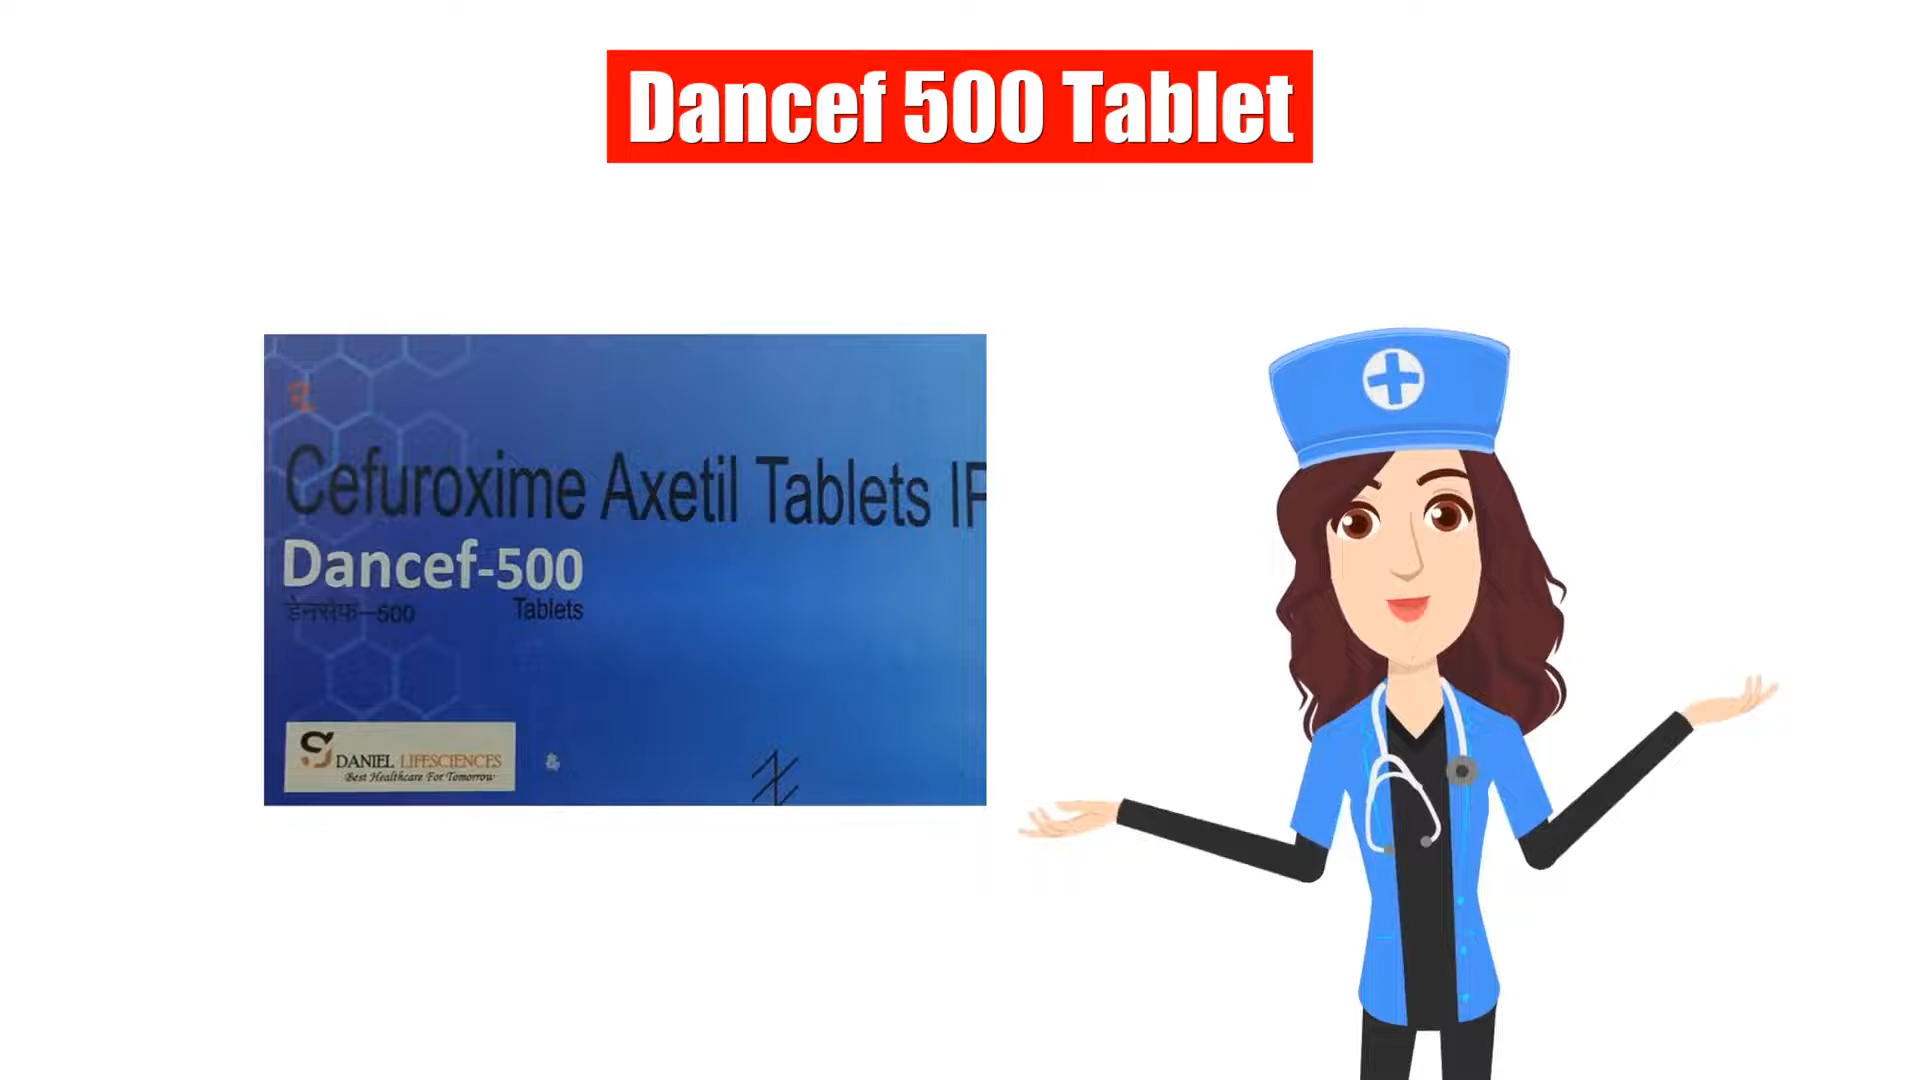 Dancef 500 Tablet
Cefuroxime Axetil Tablets IP
Dancef-500
डेनसेफ–500 Tablets
DANIEL LIFESCIENCES
Best Healthcare For Tomorrow